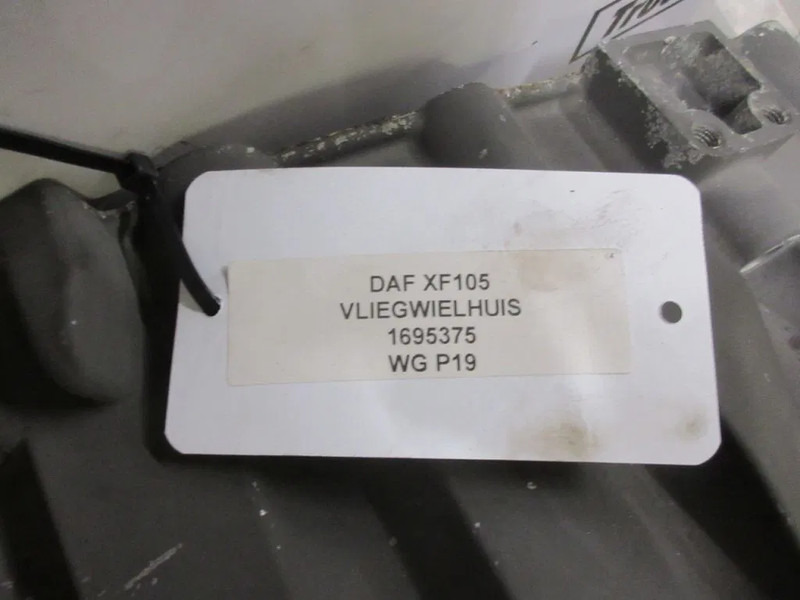 DAF XF105
VLIEGWIELHUIS
1695375
WG P19